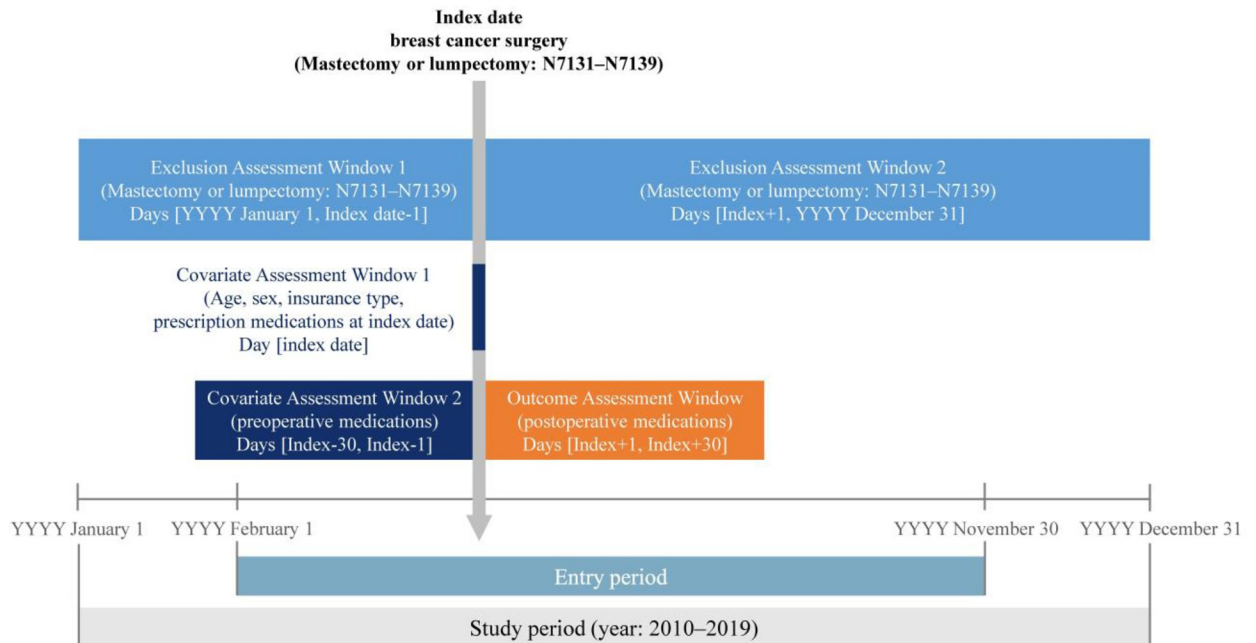 Index date
breast cancer surgery
(Mastectomy or lumpectomy: N7131–N7139)
Exclusion Assessment Window 1
(Mastectomy or lumpectomy: N7131–N7139)
Days [YYYY January 1, Index date-1]
Exclusion Assessment Window 2
(Mastectomy or lumpectomy: N7131–N7139)
Days [Index+1, YYYY December 31]
Covariate Assessment Window 1
(Age, sex, insurance type,
prescription medications at index date)
Day [index date]
Covariate Assessment Window 2
(preoperative medications)
Days [Index-30, Index-1]
Outcome Assessment Window
(postoperative medications)
Days [Index+1, Index+30]
YYYY January 1
YYYY February 1
YYYY November 30
YYYY December 31
Entry period
Study period (year: 2010–2019)